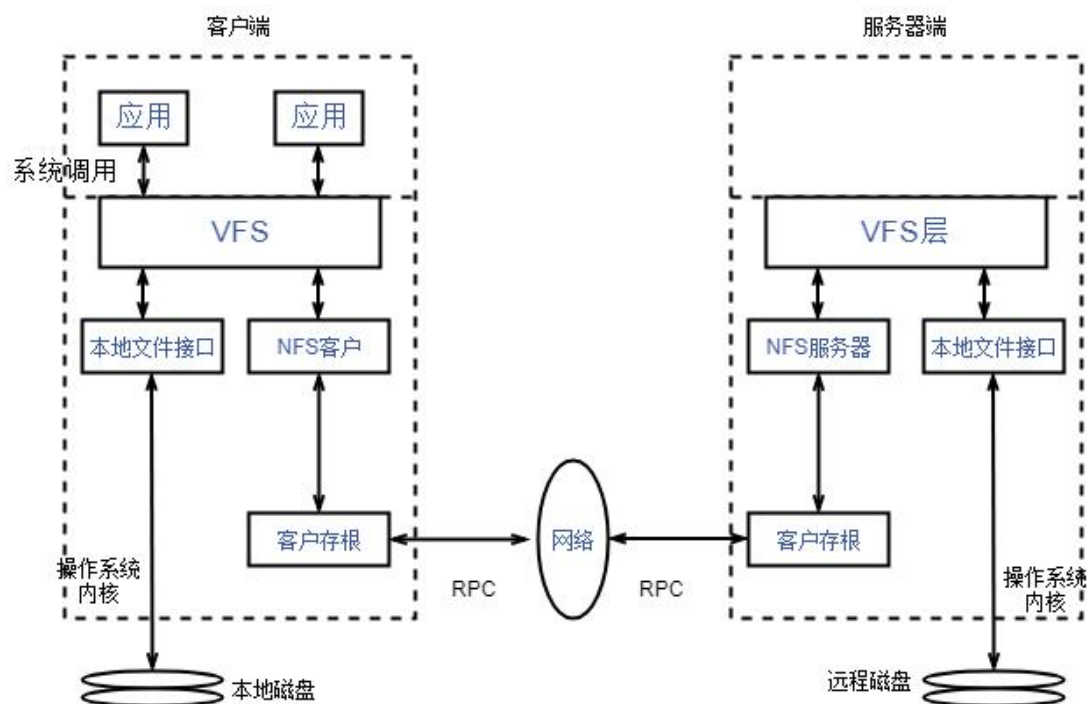 客户端
服务器端
应用
应用
系统调用
VFS
VFS层
本地文件接口
NFS客户
NFS服务器
本地文件接口
客户存根
网络
客户存根
RPC
RPC
操作系统
内核
操作系统
内核
本地磁盘
远程磁盘